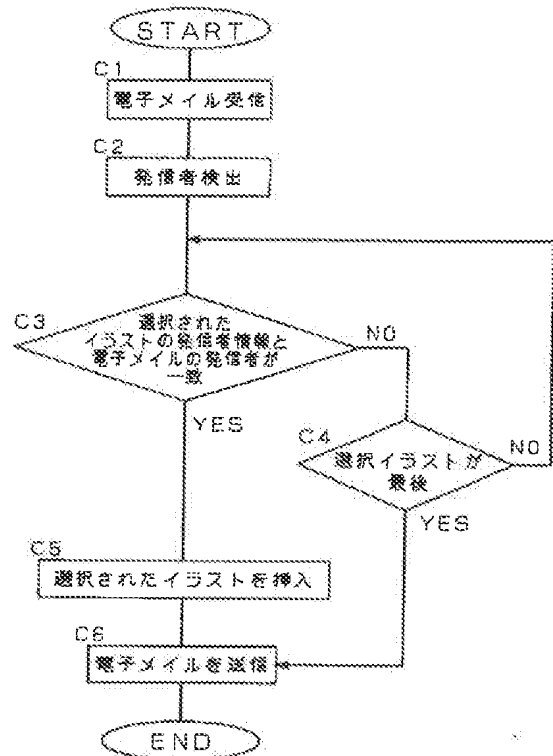 START
C1
電子メイル受信
C2
発信者検出
C3
選択された
イラストの発信者情報と
電子メイルの発信者が
一致
NO
YES
C4
選択イラストが
最後
NO
YES
C5
選択されたイラストを挿入
C6
電子メイルを送信
END